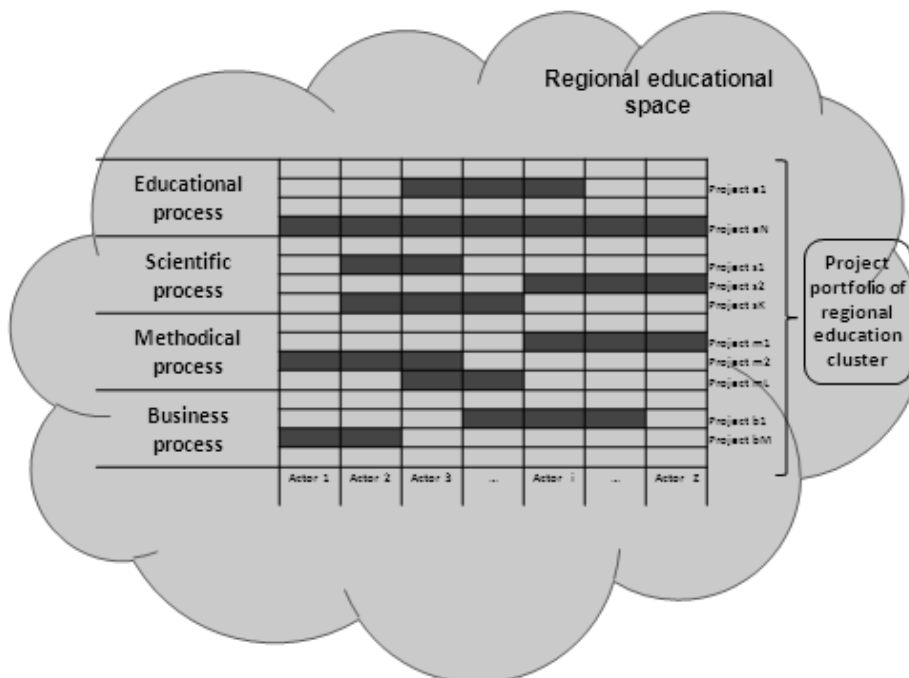 Regional educational
space
Educational
process
Project e1
Project eN
Scientific
process
Project s1
Project s2
Project sK
Methodical
process
Project m1
Project m2
Project mL
Business
process
Project b1
Project bM
Actor 1
Actor 2
Actor 3
...
Actor i
...
Actor Z
Project
portfolio of
regional
education
cluster